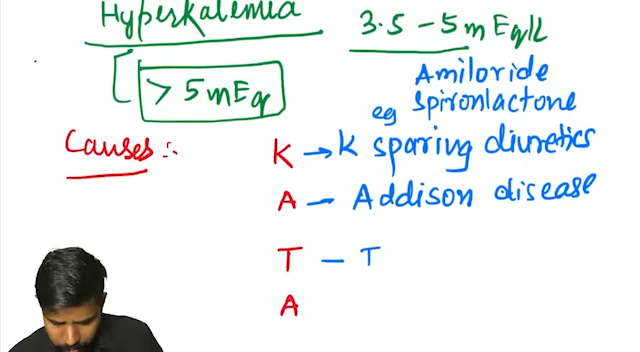 Hyperkalemia 3.5 - 5 mEq/L
> 5 mEq
Amiloride
eg Spironlactone
Causes :- K → K sparing diuretics
A - Addison disease
T - T
A